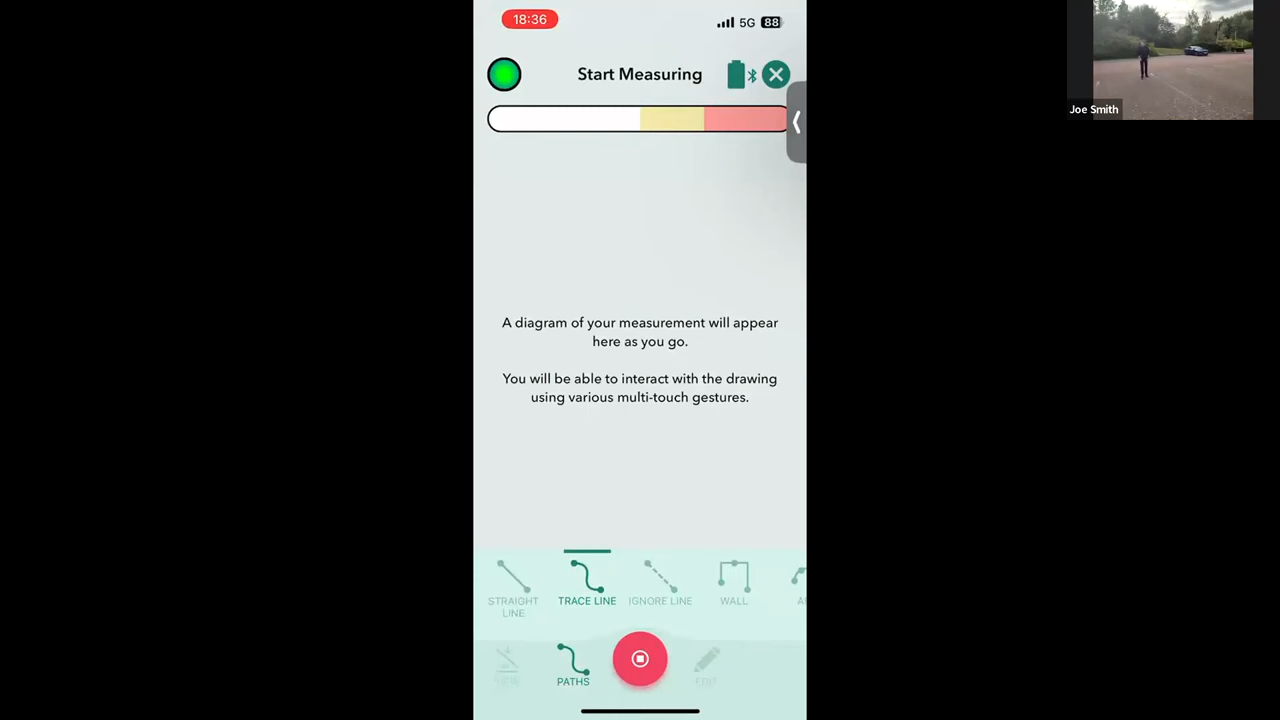 18:36
5G
88
Start Measuring
Joe Smith
A diagram of your measurement will appear
here as you go.
You will be able to interact with the drawing
using various multi-touch gestures.
STRAIGHT
LINE
TRACE LINE
IGNORE LINE
WALL
PATHS
EDIT